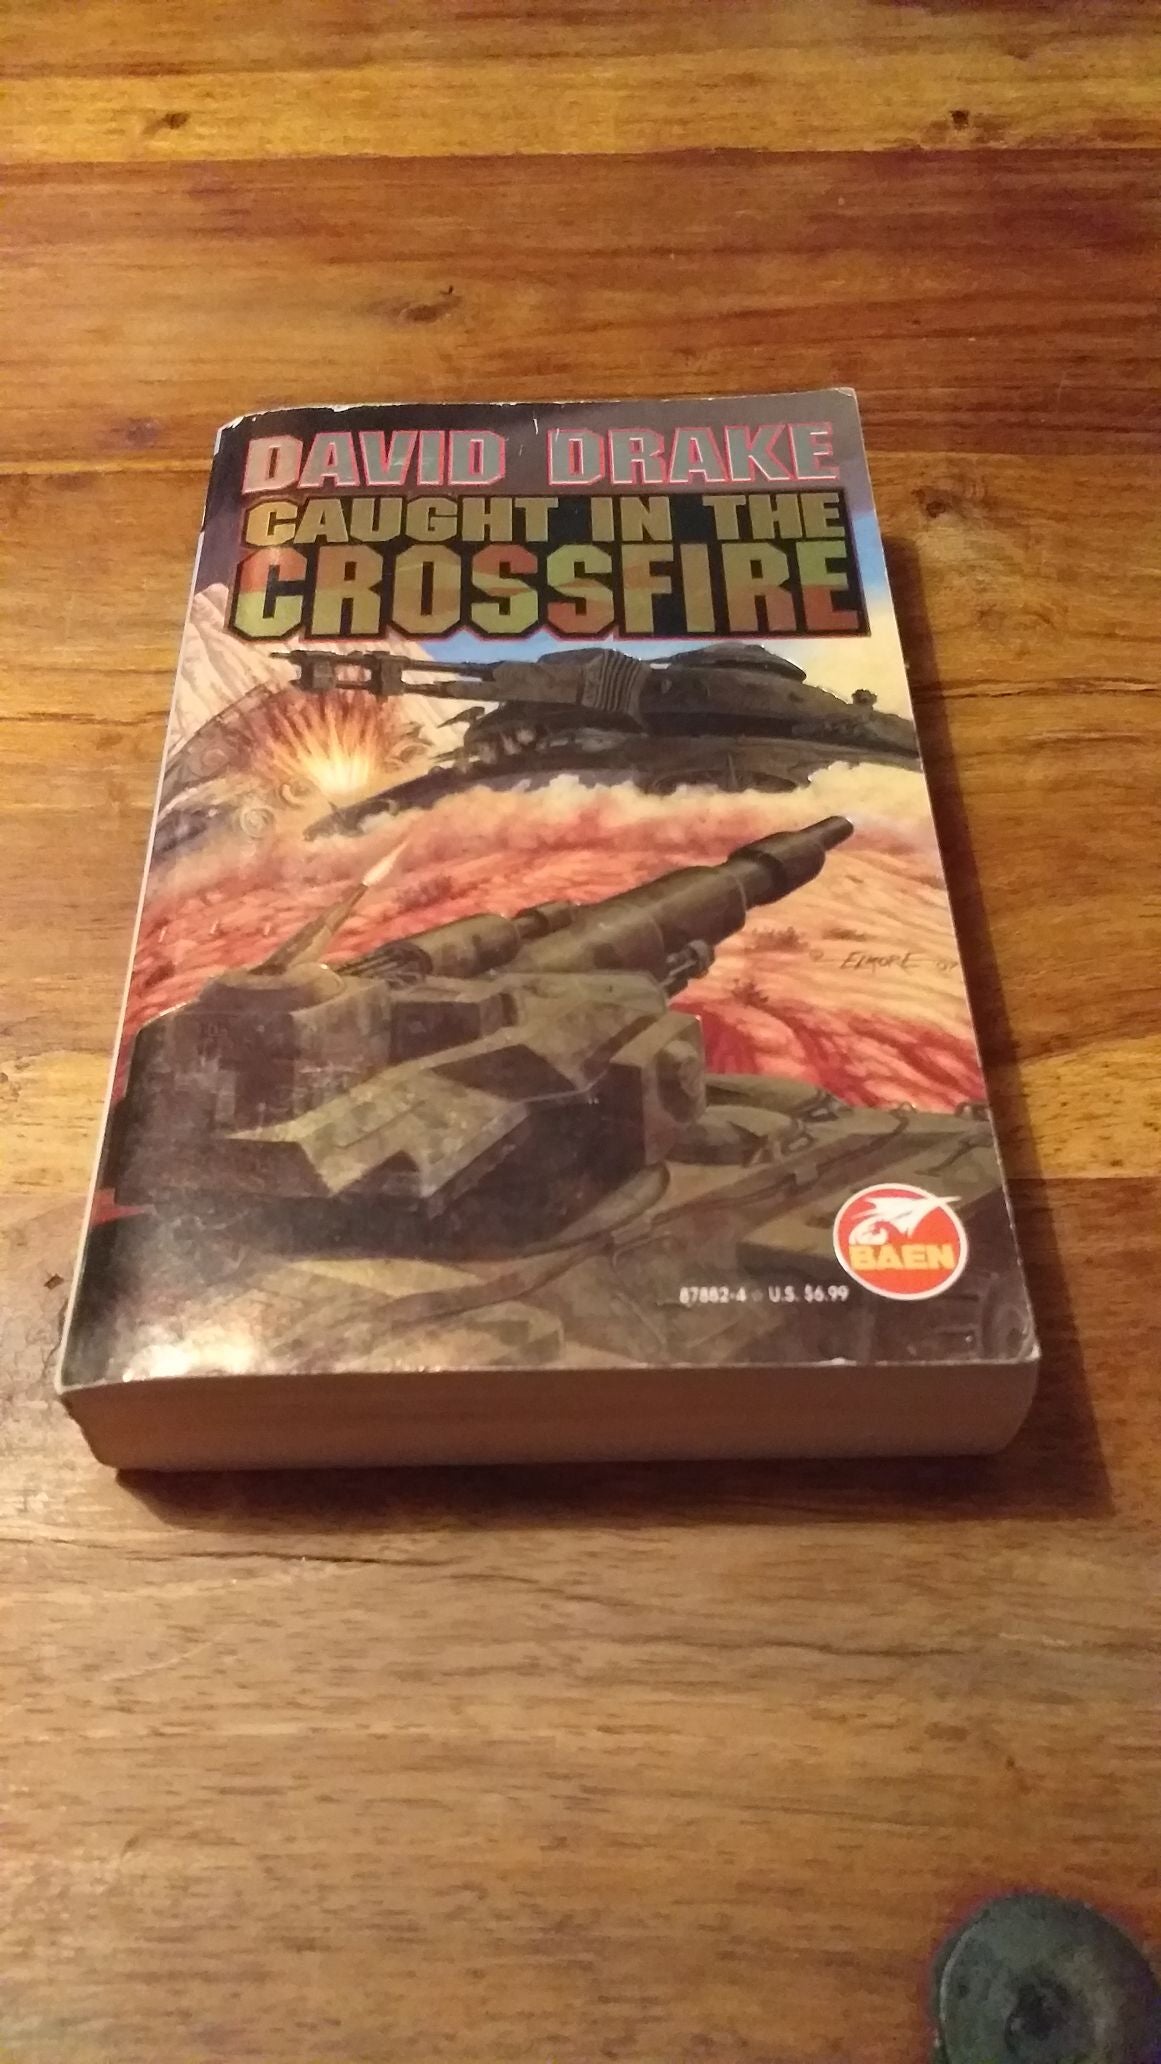 DAVID DRAKE
CAUGHT IN THE
CROSSFIRE
ELMORE
BAEN
87882-4 U.S. $6.99